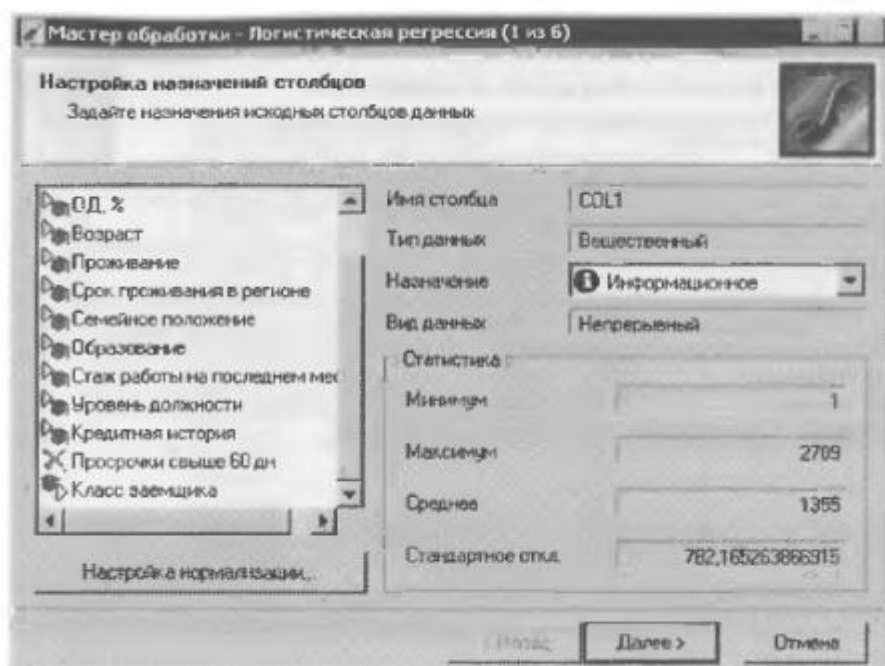 Мастер обработки - Логистическая регрессия (1 из 6)
Настройка назначений столбцов
Задайте назначения исходных столбцов данных
ОД, %
Возраст
Проживание
Срок проживания в регионе
Семейное положение
Образование
Стаж работы на последнем мес
Уровень должности
Кредитная история
Просрочки свыше 60 дн
Класс заемщика
Настройка нормализации...
Имя столбца COL1
Тип данных Вещественный
Назначение Информационное
Вид данных Непрерывный
Статистика
Минимум 1
Максимум 2709
Среднее 1355
Стандартное откл. 782,165263866915
< Назад Далее > Отмена